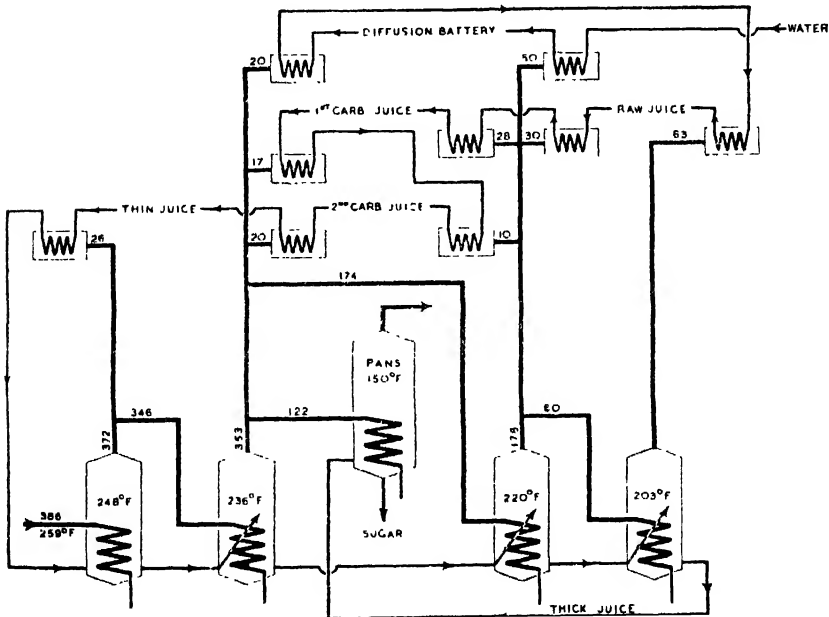 DIFFUSION BATTERY
WATER
20
50
1ST CARB JUICE
RAW JUICE
28
30
63
17
THIN JUICE
2ND CARB JUICE
26
20
10
174
PANS
150°F
346
122
60
372
353
176
248°F
236°F
220°F
203°F
386
259°F
SUGAR
THICK JUICE